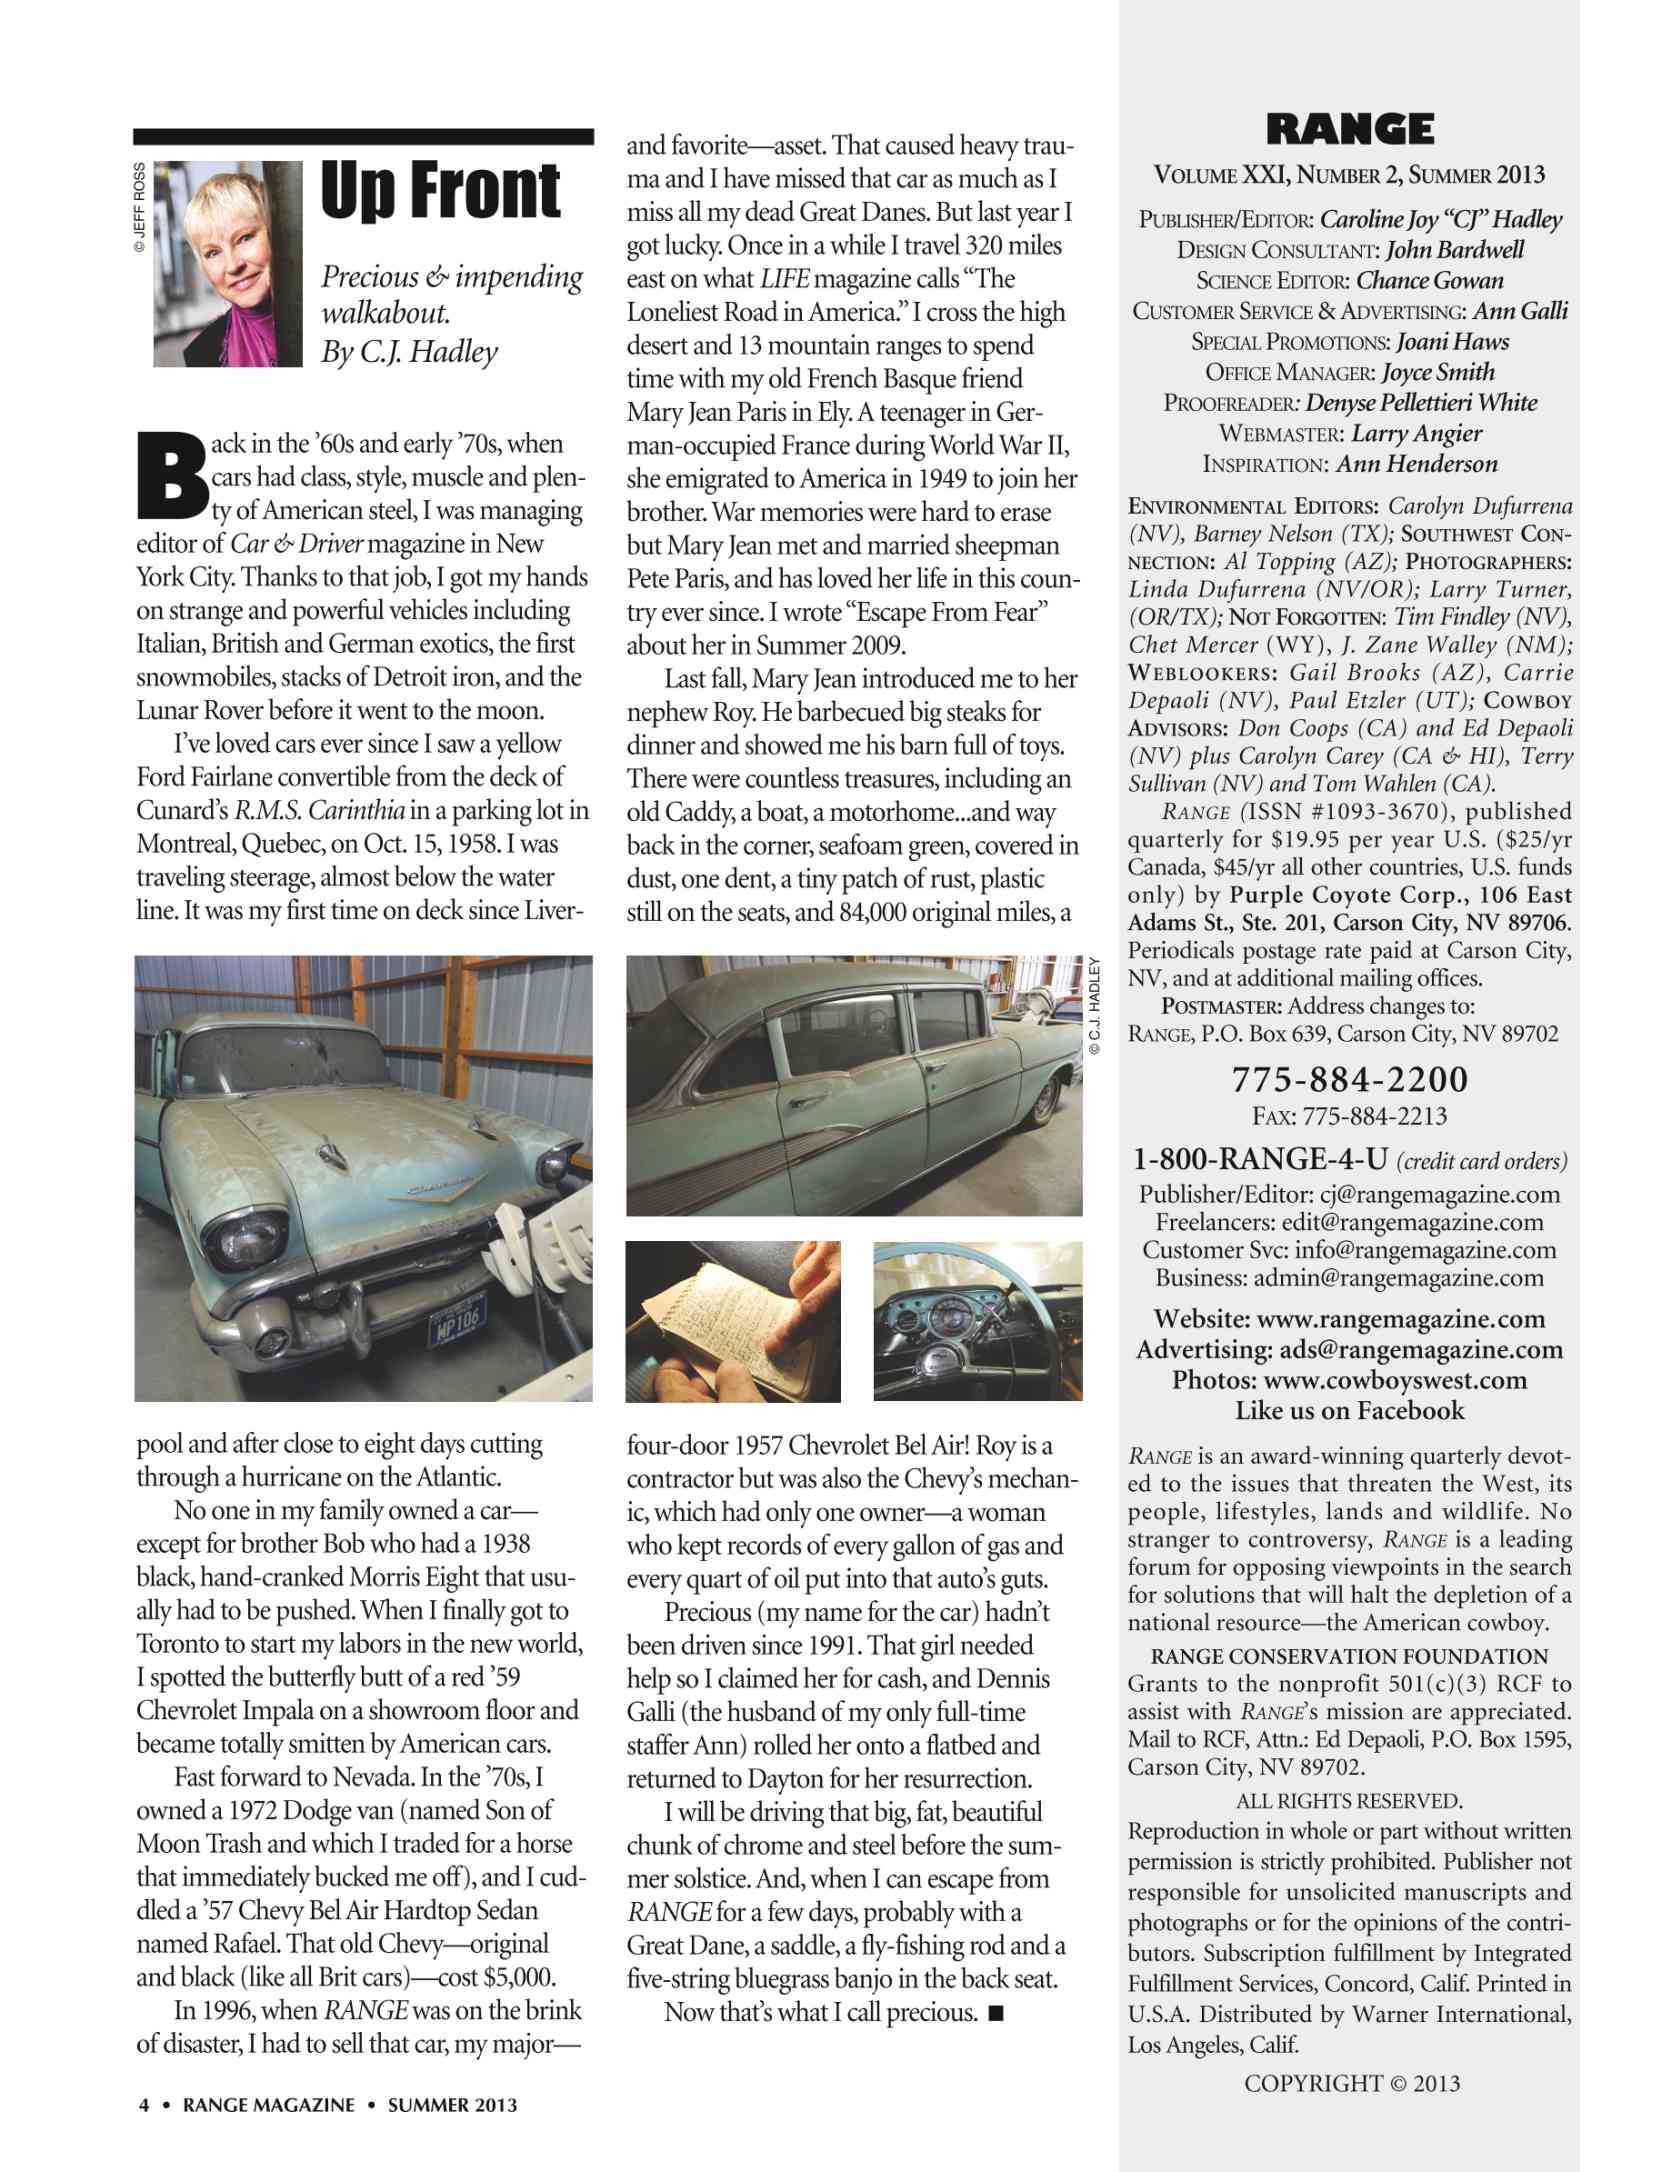 © JEFF ROSS
Up Front
Precious & impending
walkabout.
By C.J. Hadley
Back in the ’60s and early ’70s, when
cars had class, style, muscle and plen-
ty of American steel, I was managing
editor of Car & Driver magazine in New
York City. Thanks to that job, I got my hands
on strange and powerful vehicles including
Italian, British and German exotics, the first
snowmobiles, stacks of Detroit iron, and the
Lunar Rover before it went to the moon.
I’ve loved cars ever since I saw a yellow
Ford Fairlane convertible from the deck of
Cunard’s R.M.S. Carinthia in a parking lot in
Montreal, Quebec, on Oct. 15, 1958. I was
traveling steerage, almost below the water
line. It was my first time on deck since Liver-
pool and after close to eight days cutting
through a hurricane on the Atlantic.
No one in my family owned a car—
except for brother Bob who had a 1938
black, hand-cranked Morris Eight that usu-
ally had to be pushed. When I finally got to
Toronto to start my labors in the new world,
I spotted the butterfly butt of a red ’59
Chevrolet Impala on a showroom floor and
became totally smitten by American cars.
Fast forward to Nevada. In the ’70s, I
owned a 1972 Dodge van (named Son of
Moon Trash and which I traded for a horse
that immediately bucked me off), and I cud-
dled a ’57 Chevy Bel Air Hardtop Sedan
named Rafael. That old Chevy—original
and black (like all Brit cars)—cost $5,000.
In 1996, when RANGE was on the brink
of disaster, I had to sell that car, my major—
and favorite—asset. That caused heavy trau-
ma and I have missed that car as much as I
miss all my dead Great Danes. But last year I
got lucky. Once in a while I travel 320 miles
east on what LIFE magazine calls “The
Loneliest Road in America.” I cross the high
desert and 13 mountain ranges to spend
time with my old French Basque friend
Mary Jean Paris in Ely. A teenager in Ger-
man-occupied France during World War II,
she emigrated to America in 1949 to join her
brother. War memories were hard to erase
but Mary Jean met and married sheepman
Pete Paris, and has loved her life in this coun-
try ever since. I wrote “Escape From Fear”
about her in Summer 2009.
Last fall, Mary Jean introduced me to her
nephew Roy. He barbecued big steaks for
dinner and showed me his barn full of toys.
There were countless treasures, including an
old Caddy, a boat, a motorhome...and way
back in the corner, seafoam green, covered in
dust, one dent, a tiny patch of rust, plastic
still on the seats, and 84,000 original miles, a
© C.J. HADLEY
Chevrolet
MP106
four-door 1957 Chevrolet Bel Air! Roy is a
contractor but was also the Chevy’s mechan-
ic, which had only one owner—a woman
who kept records of every gallon of gas and
every quart of oil put into that auto’s guts.
Precious (my name for the car) hadn’t
been driven since 1991. That girl needed
help so I claimed her for cash, and Dennis
Galli (the husband of my only full-time
staffer Ann) rolled her onto a flatbed and
returned to Dayton for her resurrection.
I will be driving that big, fat, beautiful
chunk of chrome and steel before the sum-
mer solstice. And, when I can escape from
RANGE for a few days, probably with a
Great Dane, a saddle, a fly-fishing rod and a
five-string bluegrass banjo in the back seat.
Now that’s what I call precious. ■
RANGE
VOLUME XXI, NUMBER 2, SUMMER 2013
PUBLISHER/EDITOR: Caroline Joy “CJ” Hadley
DESIGN CONSULTANT: John Bardwell
SCIENCE EDITOR: Chance Gowan
CUSTOMER SERVICE & ADVERTISING: Ann Galli
SPECIAL PROMOTIONS: Joani Haws
OFFICE MANAGER: Joyce Smith
PROOFREADER: Denyse Pellettieri White
WEBMASTER: Larry Angier
INSPIRATION: Ann Henderson
ENVIRONMENTAL EDITORS: Carolyn Dufurrena
(NV), Barney Nelson (TX); SOUTHWEST CON-
NECTION: Al Topping (AZ); PHOTOGRAPHERS:
Linda Dufurrena (NV/OR); Larry Turner,
(OR/TX); NOT FORGOTTEN: Tim Findley (NV),
Chet Mercer (WY), J. Zane Walley (NM);
WEBLOOKERS: Gail Brooks (AZ), Carrie
Depaoli (NV), Paul Etzler (UT); COWBOY
ADVISORS: Don Coops (CA) and Ed Depaoli
(NV) plus Carolyn Carey (CA & HI), Terry
Sullivan (NV) and Tom Wahlen (CA).
RANGE (ISSN #1093-3670), published
quarterly for $19.95 per year U.S. ($25/yr
Canada, $45/yr all other countries, U.S. funds
only) by Purple Coyote Corp., 106 East
Adams St., Ste. 201, Carson City, NV 89706.
Periodicals postage rate paid at Carson City,
NV, and at additional mailing offices.
POSTMASTER: Address changes to:
RANGE, P.O. Box 639, Carson City, NV 89702
775-884-2200
FAX: 775-884-2213
1-800-RANGE-4-U (credit card orders)
Publisher/Editor: cj@rangemagazine.com
Freelancers: edit@rangemagazine.com
Customer Svc: info@rangemagazine.com
Business: admin@rangemagazine.com
Website: www.rangemagazine.com
Advertising: ads@rangemagazine.com
Photos: www.cowboyswest.com
Like us on Facebook
RANGE is an award-winning quarterly devot-
ed to the issues that threaten the West, its
people, lifestyles, lands and wildlife. No
stranger to controversy, RANGE is a leading
forum for opposing viewpoints in the search
for solutions that will halt the depletion of a
national resource—the American cowboy.
RANGE CONSERVATION FOUNDATION
Grants to the nonprofit 501(c)(3) RCF to
assist with RANGE’s mission are appreciated.
Mail to RCF, Attn.: Ed Depaoli, P.O. Box 1595,
Carson City, NV 89702.
ALL RIGHTS RESERVED.
Reproduction in whole or part without written
permission is strictly prohibited. Publisher not
responsible for unsolicited manuscripts and
photographs or for the opinions of the contri-
butors. Subscription fulfillment by Integrated
Fulfillment Services, Concord, Calif. Printed in
U.S.A. Distributed by Warner International,
Los Angeles, Calif.
COPYRIGHT © 2013
4 • RANGE MAGAZINE • SUMMER 2013